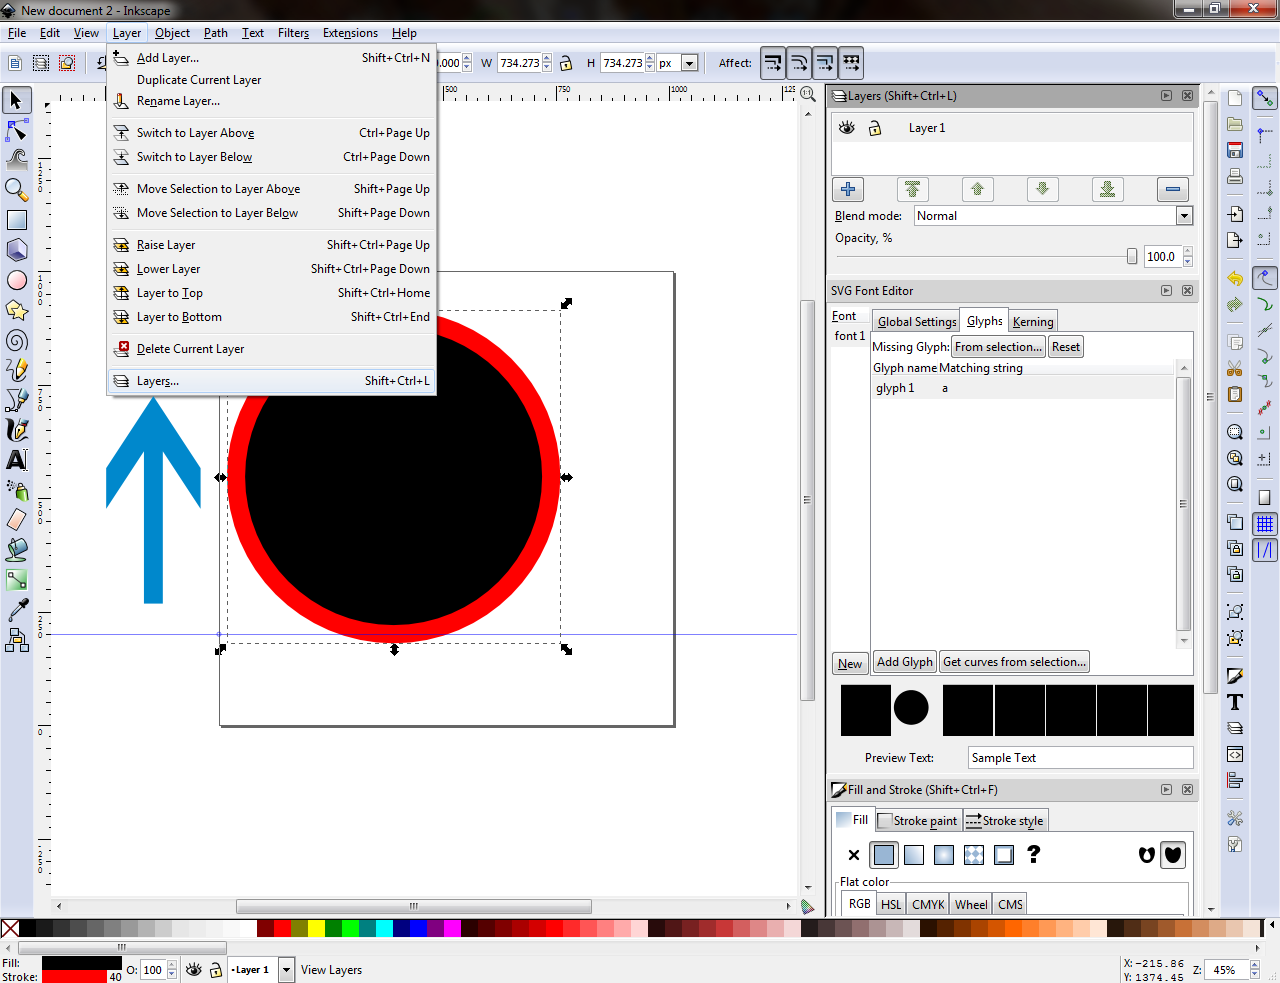 New document 2 - Inkscape
File Edit View Layer Object Path Text Filters Extensions Help
Add Layer... Shift+Ctrl+N
Duplicate Current Layer
Rename Layer...
Switch to Layer Above Ctrl+Page Up
Switch to Layer Below Ctrl+Page Down
Move Selection to Layer Above Shift+Page Up
Move Selection to Layer Below Shift+Page Down
Raise Layer Shift+Ctrl+Page Up
Lower Layer Shift+Ctrl+Page Down
Layer to Top Shift+Ctrl+Home
Layer to Bottom Shift+Ctrl+End
Delete Current Layer
Layers... Shift+Ctrl+L
.000 W 734.273 H 734.273 px Affect:
500 750 1000 125
1250
1000
750
500
250
0
-250
Layers (Shift+Ctrl+L)
Layer 1
Blend mode: Normal
Opacity, %
100.0
SVG Font Editor
Font Global Settings Glyphs Kerning
font 1
Missing Glyph: From selection... Reset
Glyph name Matching string
glyph 1 a
New Add Glyph Get curves from selection...
Preview Text: Sample Text
Fill and Stroke (Shift+Ctrl+F)
Fill Stroke paint Stroke style
?
Flat color
RGB HSL CMYK Wheel CMS
Fill:
Stroke: 40
O: 100
Layer 1
View Layers
X: -215.86
Y: 1374.45
Z: 45%